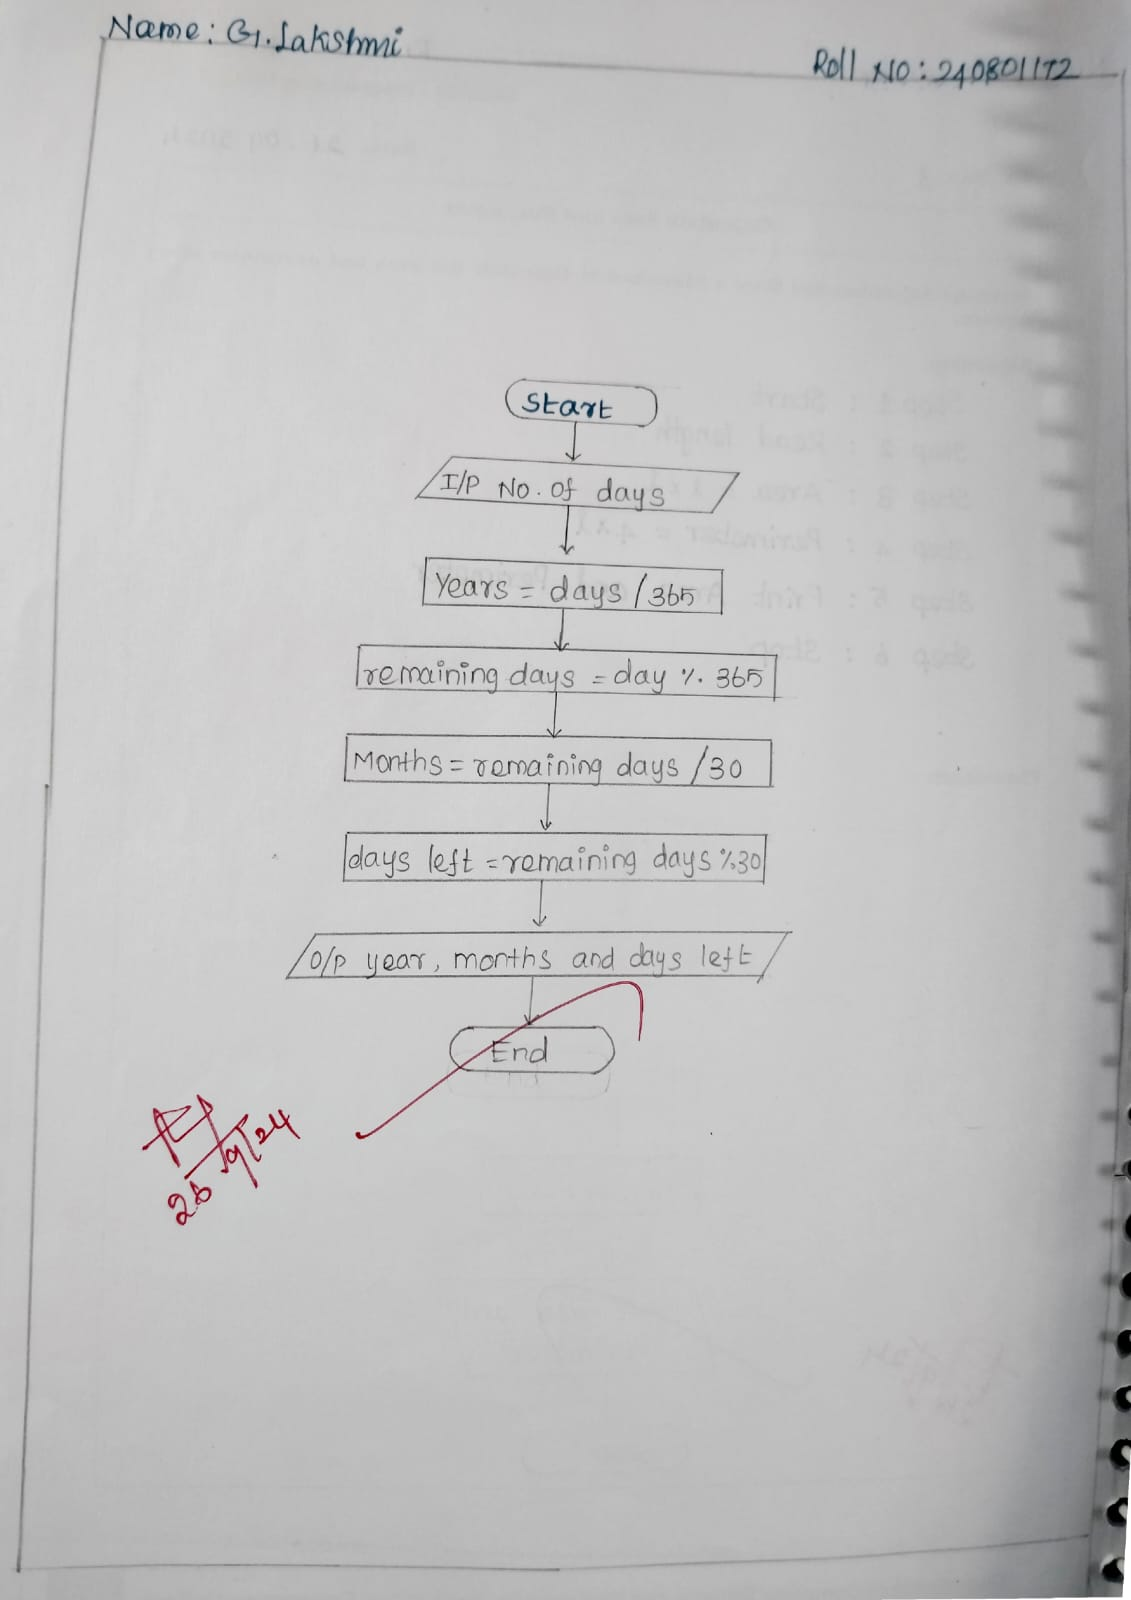 Name: G. Lakshmi
Roll No: 240801172
Start
I/P No. of days
Years = days / 365
remaining days = day % 365
Months = remaining days / 30
days left = remaining days % 30
O/P year, months and days left
End
26/9/24